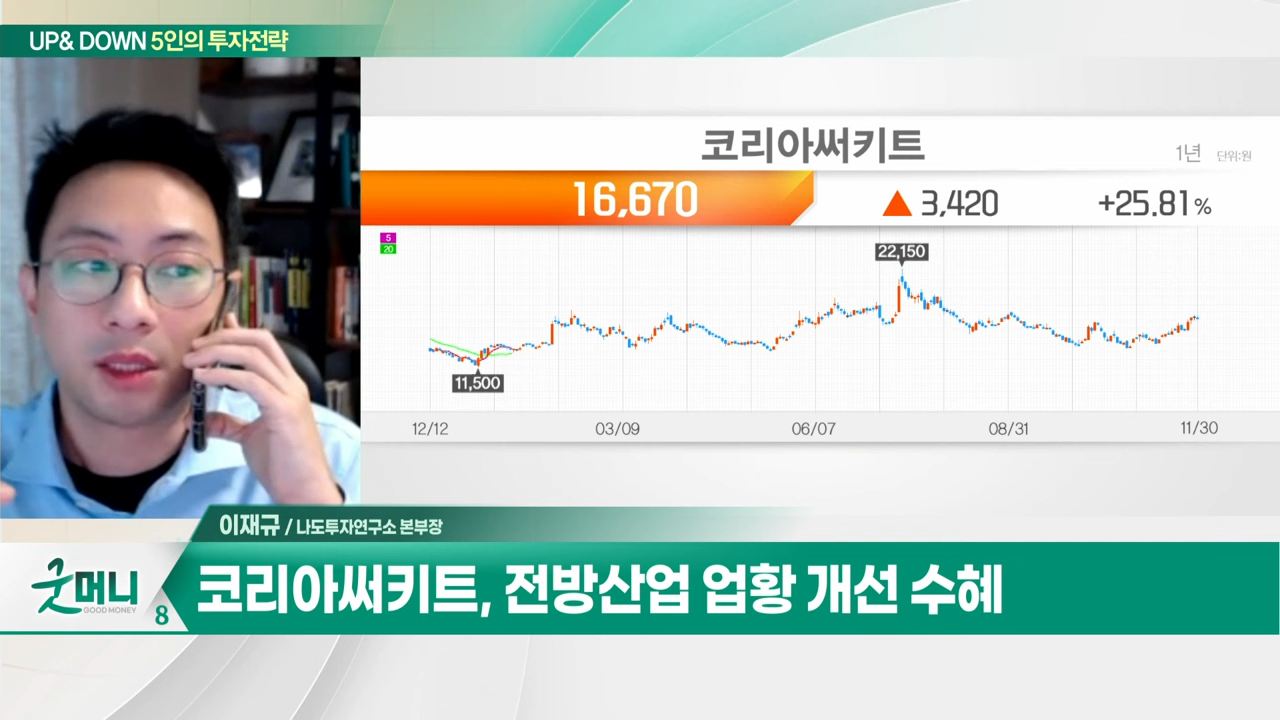 UP& DOWN 5인의 투자전략
코리아써키트
1년 단위:원
16,670 ▲ 3,420 +25.81%
5
20
22,150
11,500
12/12 03/09 06/07 08/31 11/30
이재규 / 나도투자연구소 본부장
굿머니
GOOD MONEY
8
코리아써키트, 전방산업 업황 개선 수혜